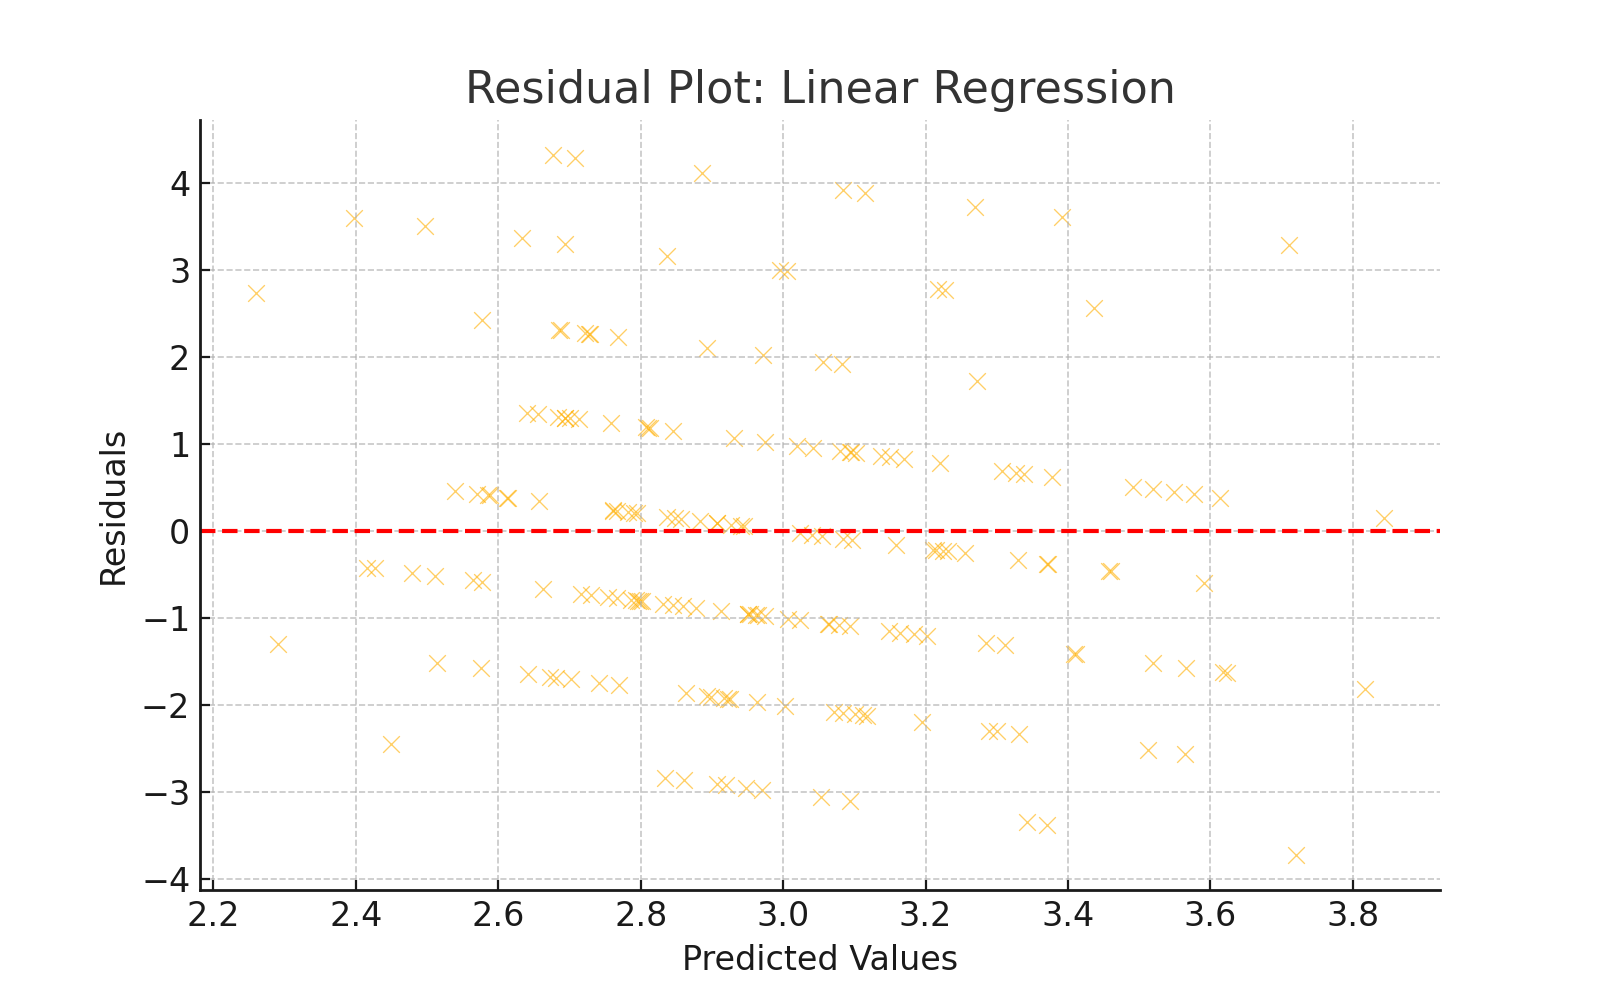 Residual Plot: Linear Regression
Residuals
4
3
2
1
0
−1
−2
−3
−4
2.2 2.4 2.6 2.8 3.0 3.2 3.4 3.6 3.8
Predicted Values